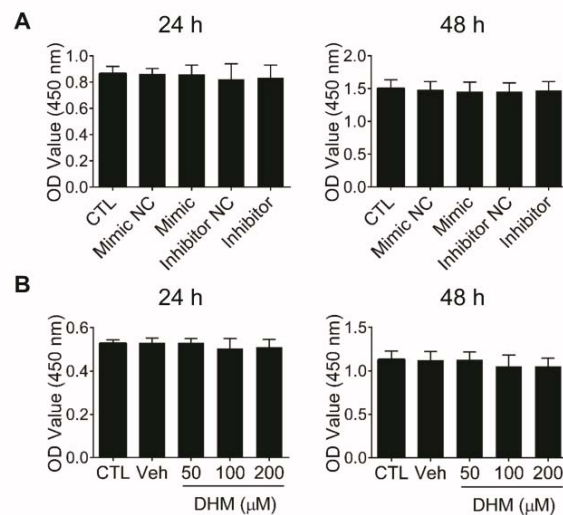 A
24 h
OD Value (450 nm)
1.0
0.8
0.6
0.4
0.2
0.0
CTL
Mimic NC
Mimic
Inhibitor NC
Inhibitor
48 h
OD Value (450 nm)
2.0
1.5
1.0
0.5
0.0
CTL
Mimic NC
Mimic
Inhibitor NC
Inhibitor
B
24 h
OD Value (450 nm)
0.6
0.4
0.2
0.0
CTL Veh 50 100 200
DHM (μM)
48 h
OD Value (450 nm)
1.5
1.0
0.5
0.0
CTL Veh 50 100 200
DHM (μM)